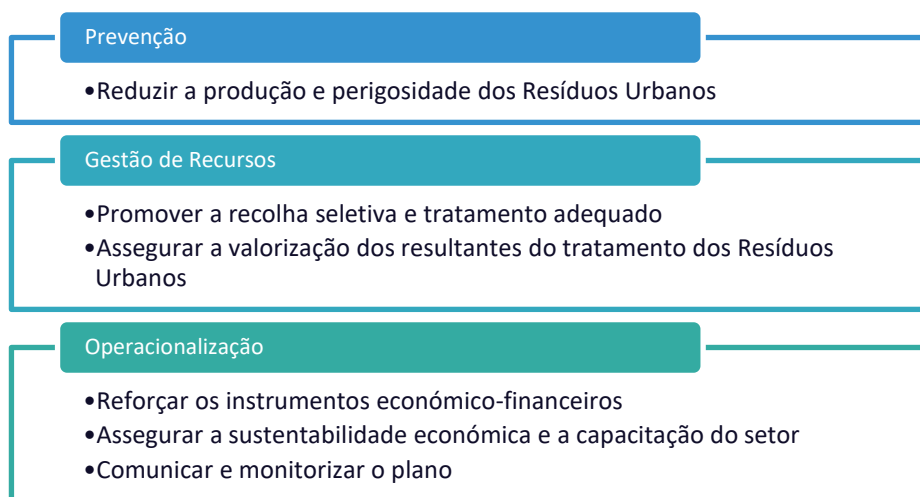 Prevenção
•Reduzir a produção e perigosidade dos Resíduos Urbanos
Gestão de Recursos
•Promover a recolha seletiva e tratamento adequado
•Assegurar a valorização dos resultantes do tratamento dos Resíduos
Urbanos
Operacionalização
•Reforçar os instrumentos económico-financeiros
•Assegurar a sustentabilidade económica e a capacitação do setor
•Comunicar e monitorizar o plano